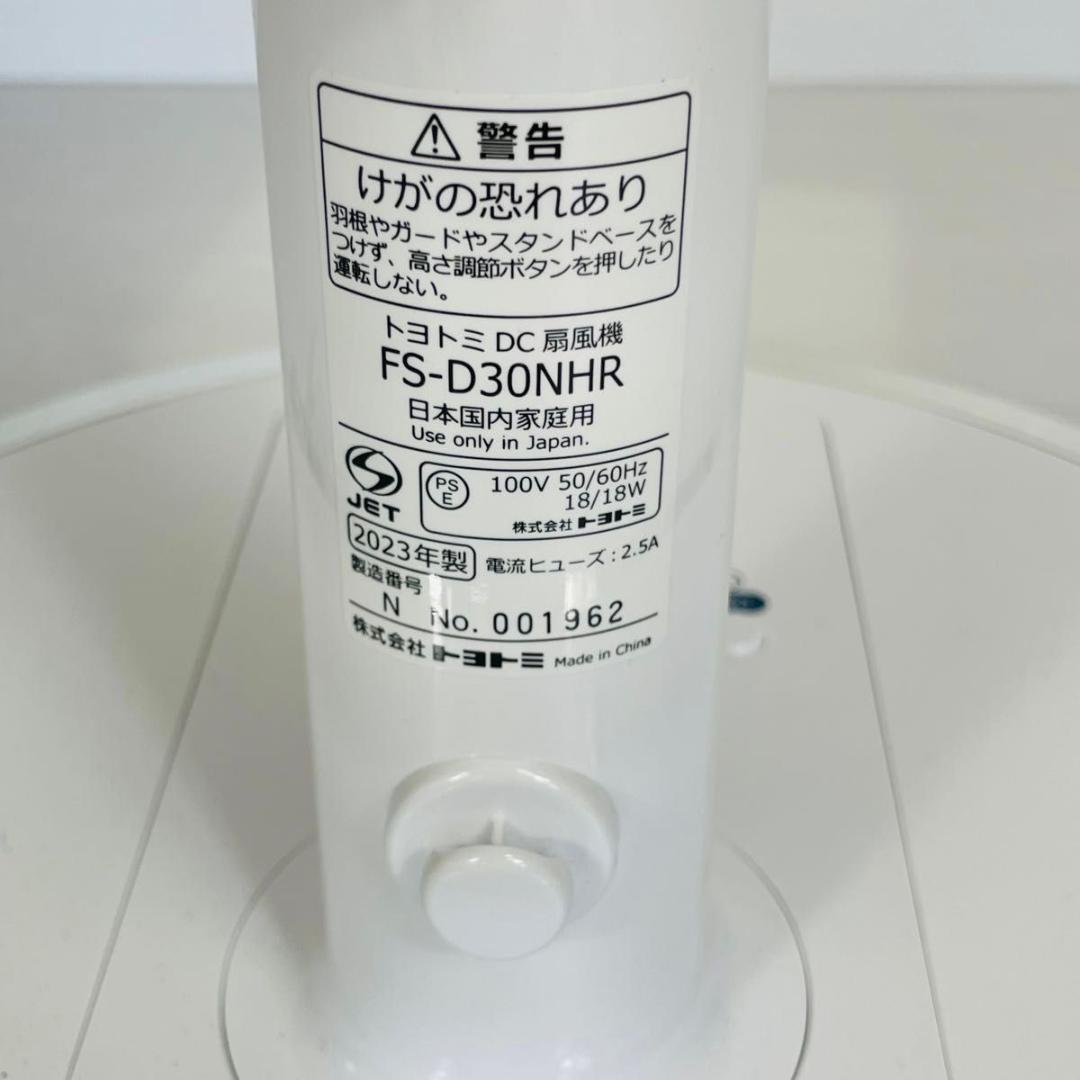 警告
けがの恐れあり
羽根やガードやスタンドベースを
つけず、高さ調節ボタンを押したり
運転しない。
トヨトミ DC 扇風機
FS-D30NHR
日本国内家庭用
Use only in Japan.
JET
PS
E
100V 50/60Hz
18/18W
株式会社 トヨトミ
2023年製 電流ヒューズ:2.5A
製造番号
N No. 001962
株式会社 トヨトミ Made in China